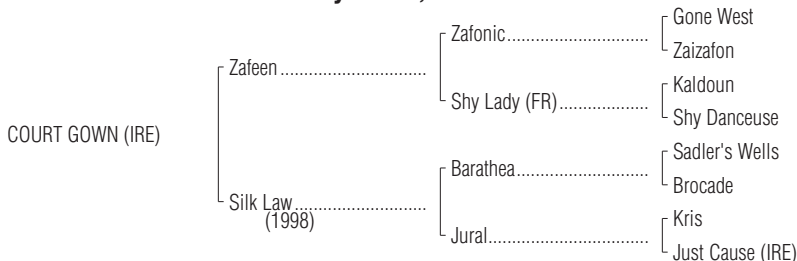 Gone West
Zafonic..............................
Zaizafon
Zafeen ...............................
Kaldoun
Shy Lady (FR)...................
Shy Danceuse
COURT GOWN (IRE)
Sadler's Wells
Barathea...........................
Brocade
Silk Law............................
(1998)
Kris
Jural..................................
Just Cause (IRE)